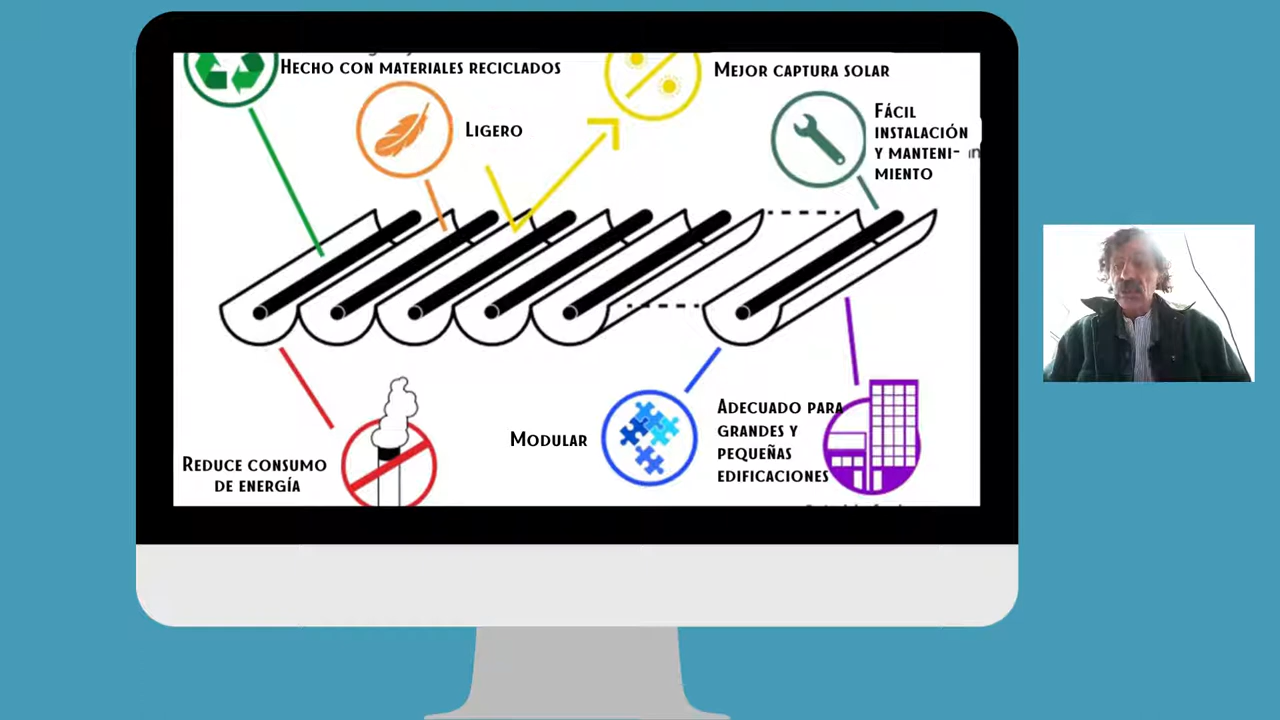 HECHO CON MATERIALES RECICLADOS
MEJOR CAPTURA SOLAR
LIGERO
FÁCIL
INSTALACIÓN
Y MANTENI-
MIENTO
MODULAR
ADECUADO PARA
GRANDES Y
PEQUEÑAS
EDIFICACIONES
REDUCE CONSUMO
DE ENERGÍA